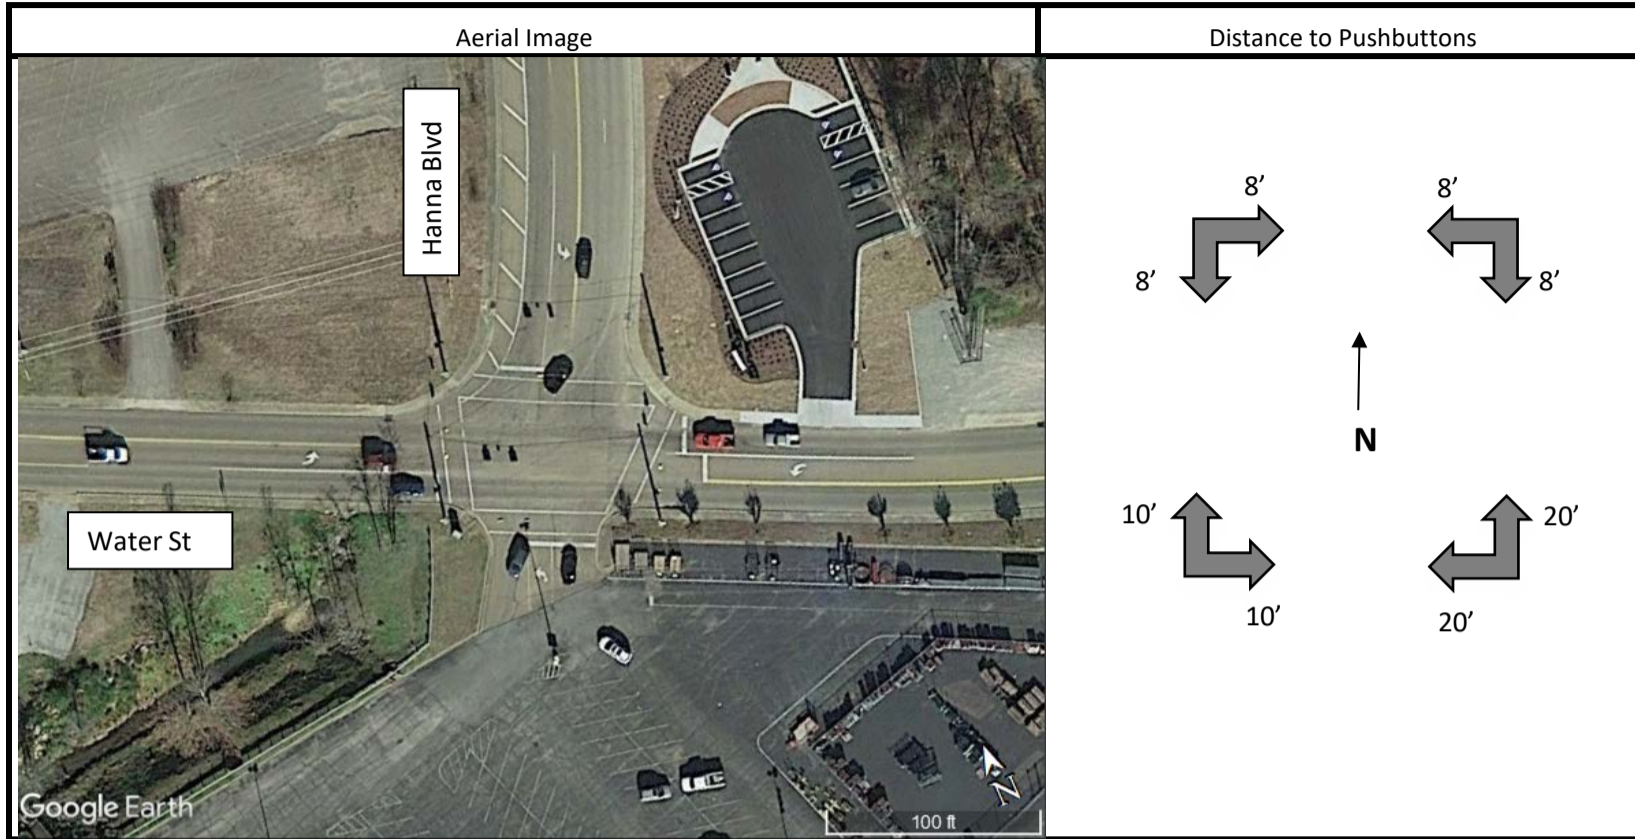 Aerial Image
Distance to Pushbuttons
Hanna Blvd
Water St
Google Earth
100 ft
N
8’
8’
8’
8’
N
10’
20’
10’
20’